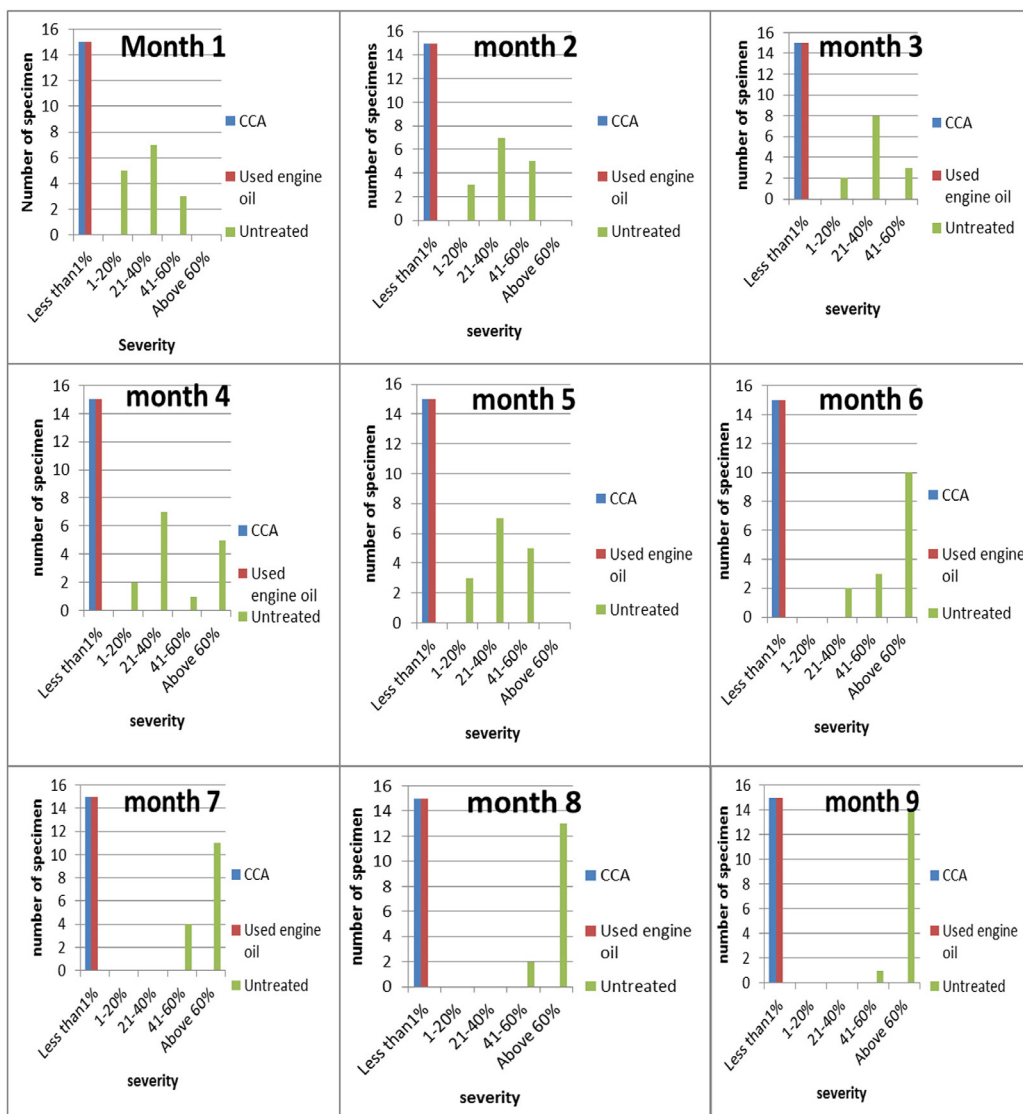 Month 1
16
14
12
10
8
6
4
2
0
Number of specimen
CCA
Used engine
oil
Untreated
Less than1%
1-20%
21-40%
41-60%
Above 60%
Severity
month 2
16
14
12
10
8
6
4
2
0
Number of specimens
CCA
Used engine
oil
Untreated
Less than1%
1-20%
21-40%
41-60%
Above 60%
severity
month 3
16
14
12
10
8
6
4
2
0
number of speimen
CCA
Used
engine oil
Untreated
Less than1%
1-20%
21-40%
41-60%
severity
month 4
16
14
12
10
8
6
4
2
0
number of specimen
CCA
Used
engine oil
Untreated
Less than1%
1-20%
21-40%
41-60%
Above 60%
severity
month 5
16
14
12
10
8
6
4
2
0
number of specimen
CCA
Used engine
oil
Untreated
Less than1%
1-20%
21-40%
41-60%
Above 60%
severity
month 6
16
14
12
10
8
6
4
2
0
number of specimen
CCA
Used engine
oil
Untreated
Less than1%
1-20%
21-40%
41-60%
Above 60%
severity
month 7
16
14
12
10
8
6
4
2
0
number of specimen
CCA
Used engine
oil
Untreated
Less than1%
1-20%
21-40%
41-60%
Above 60%
severity
month 8
16
14
12
10
8
6
4
2
0
number of specimen
CCA
Used engine
oil
Untreated
Less than1%
1-20%
21-40%
41-60%
Above 60%
severity
month 9
16
14
12
10
8
6
4
2
0
number of specimen
CCA
Used engine
oil
Untreated
Less than1%
1-20%
21-40%
41-60%
Above 60%
severity